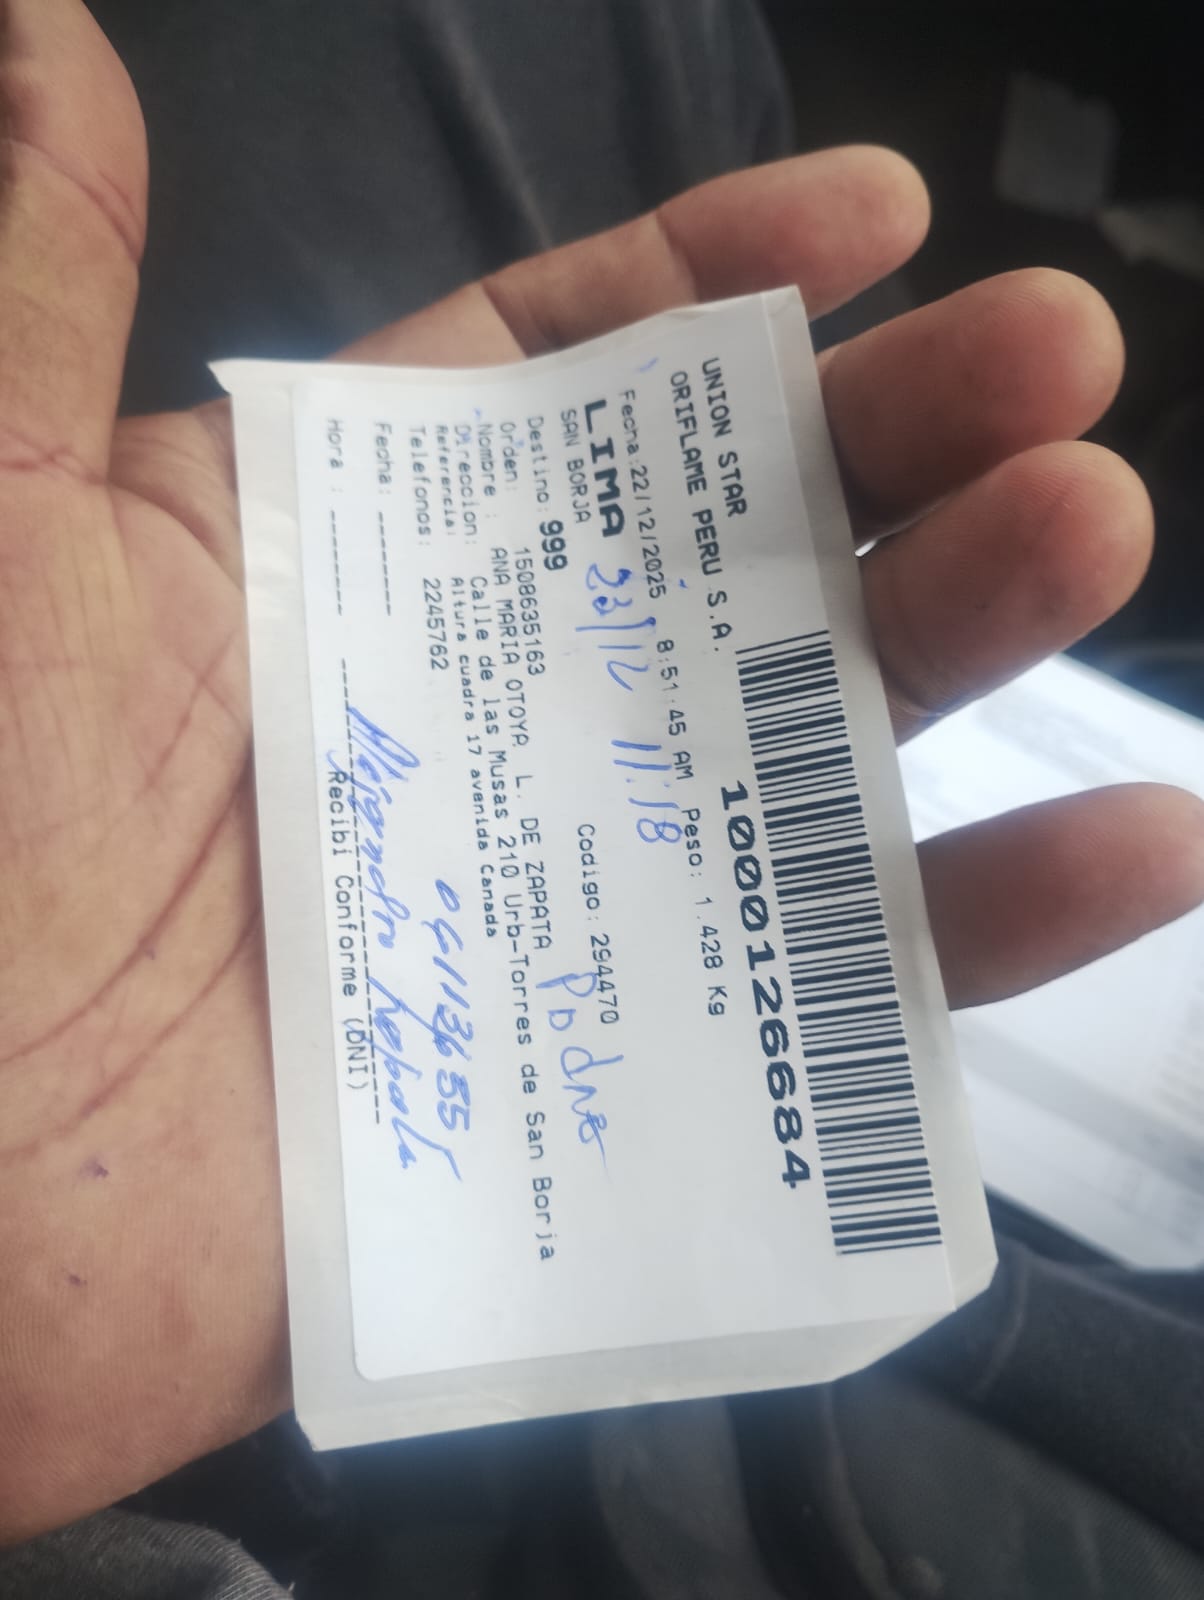 UNION STAR
ORIFLAME PERU S.A.
1000126684
Fecha:22/12/2025 8:51:45 AM Peso: 1.428 Kg
LIMA 23/12 11:18
SAN BORJA Codigo: 294470
Destino: 999
Orden: 1508635163
Nombre : ANA MARIA OTOYA L. DE ZAPATA
Direccion: Calle de las Musas 210 Urb-Torres de San Borja
Referencia: Altura cuadra 17 avenida Canada
Telefonos: 2245762
Fecha: ------
Hora : ------
Recibi Conforme (DNI)